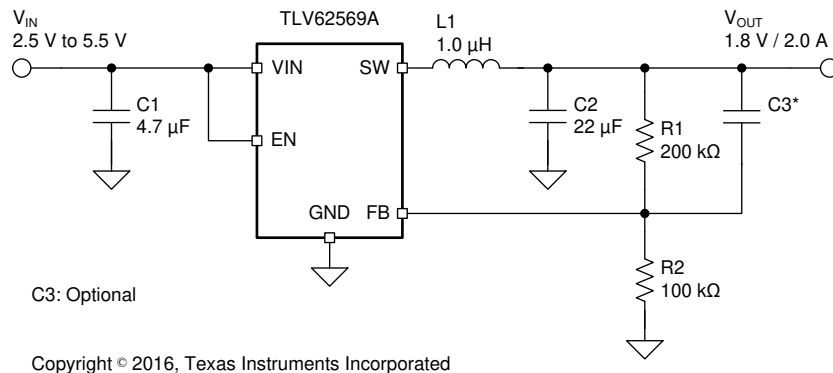 TLV62569A
V_IN
2.5 V to 5.5 V
L1
1.0 µH
V_OUT
1.8 V / 2.0 A
VIN
SW
C1
4.7 µF
EN
C2
22 µF
R1
200 kΩ
C3*
GND
FB
R2
100 kΩ
C3: Optional
Copyright © 2016, Texas Instruments Incorporated